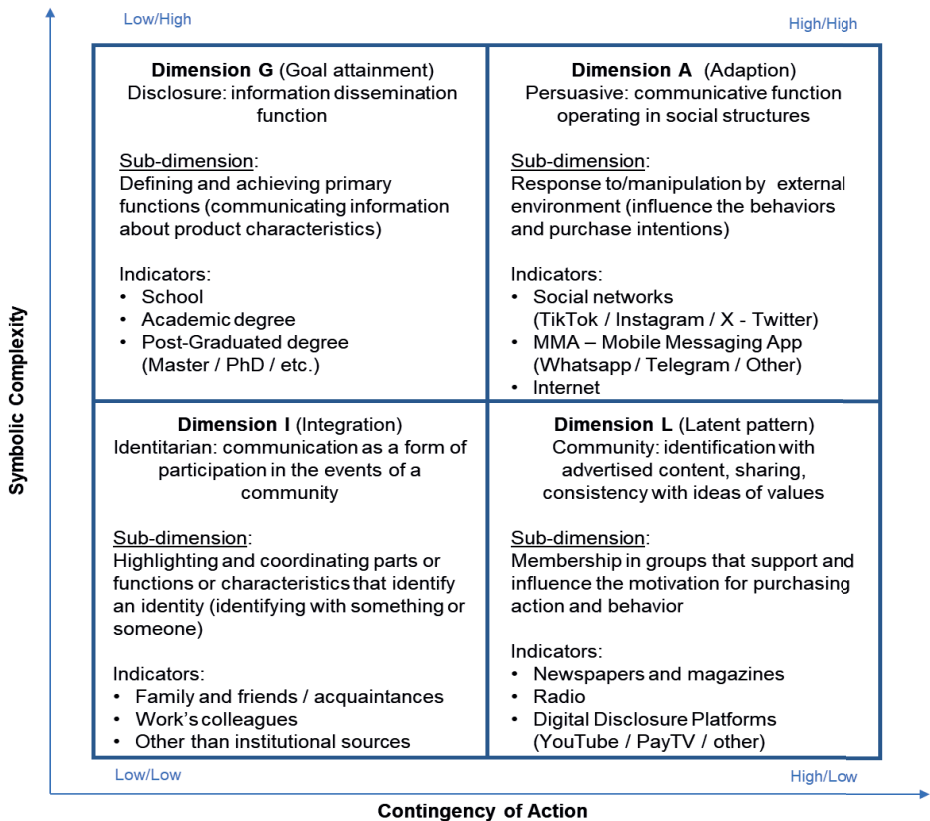 Low/High
High/High
Dimension G (Goal attainment)
Disclosure: information dissemination
function
Sub-dimension:
Defining and achieving primary
functions (communicating information
about product characteristics)
Indicators:
• School
• Academic degree
• Post-Graduated degree
(Master / PhD / etc.)
Dimension A (Adaption)
Persuasive: communicative function
operating in social structures
Sub-dimension:
Response to/manipulation by external
environment (influence the behaviors
and purchase intentions)
Indicators:
• Social networks
(TikTok / Instagram / X - Twitter)
• MMA – Mobile Messaging App
(Whatsapp / Telegram / Other)
• Internet
Symbolic Complexity
Dimension I (Integration)
Identitarian: communication as a form of
participation in the events of a
community
Sub-dimension:
Highlighting and coordinating parts or
functions or characteristics that identify
an identity (identifying with something or
someone)
Indicators:
• Family and friends / acquaintances
• Work's colleagues
• Other than institutional sources
Dimension L (Latent pattern)
Community: identification with
advertised content, sharing,
consistency with ideas of values
Sub-dimension:
Membership in groups that support and
influence the motivation for purchasing
action and behavior
Indicators:
• Newspapers and magazines
• Radio
• Digital Disclosure Platforms
(YouTube / PayTV / other)
Low/Low
High/Low
Contingency of Action